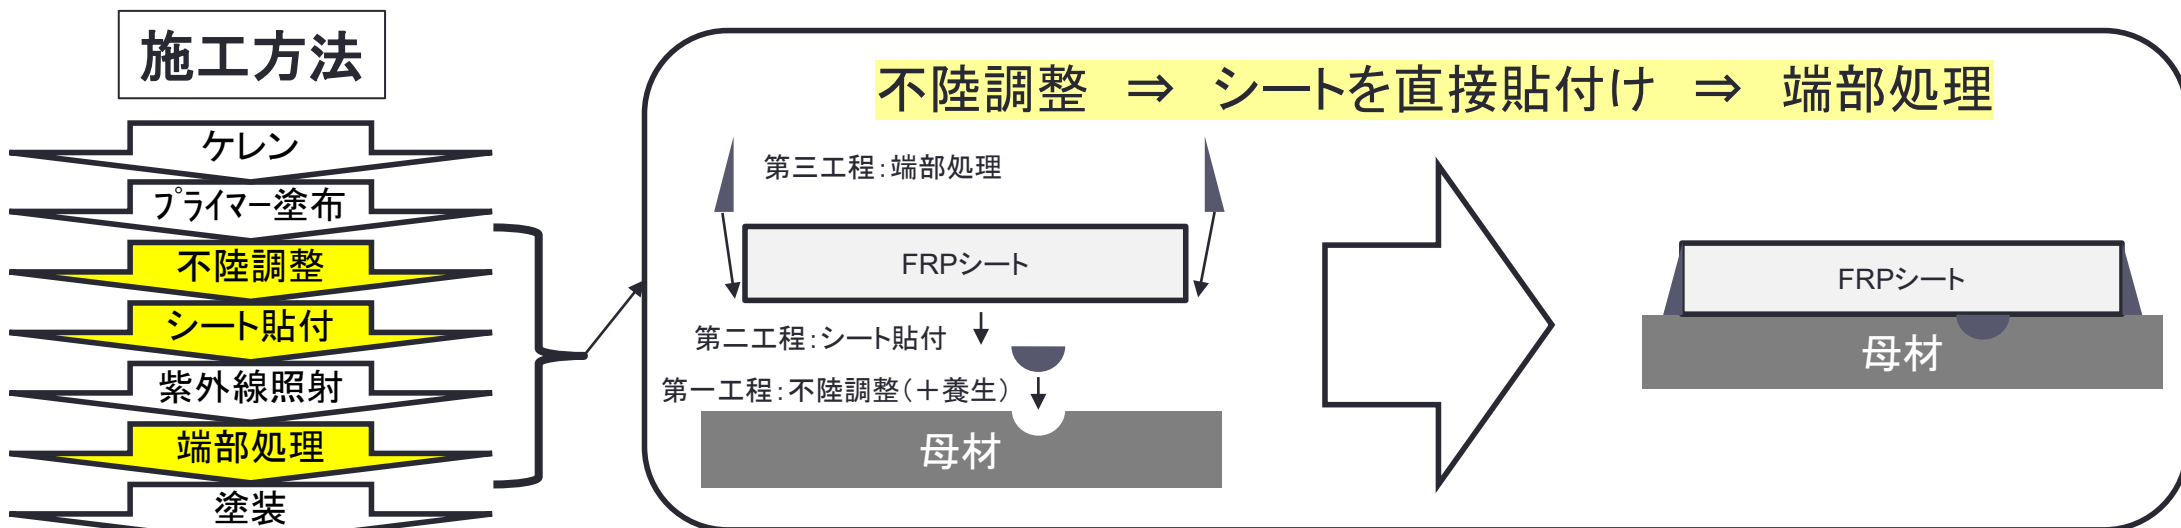 施工方法
ケレン
プライマー塗布
不陸調整
シート貼付
紫外線照射
端部処理
塗装
不陸調整 ⇒ シートを直接貼付け ⇒ 端部処理
第三工程:端部処理
FRPシート
第二工程:シート貼付
第一工程:不陸調整(+養生)
母材
FRPシート
母材